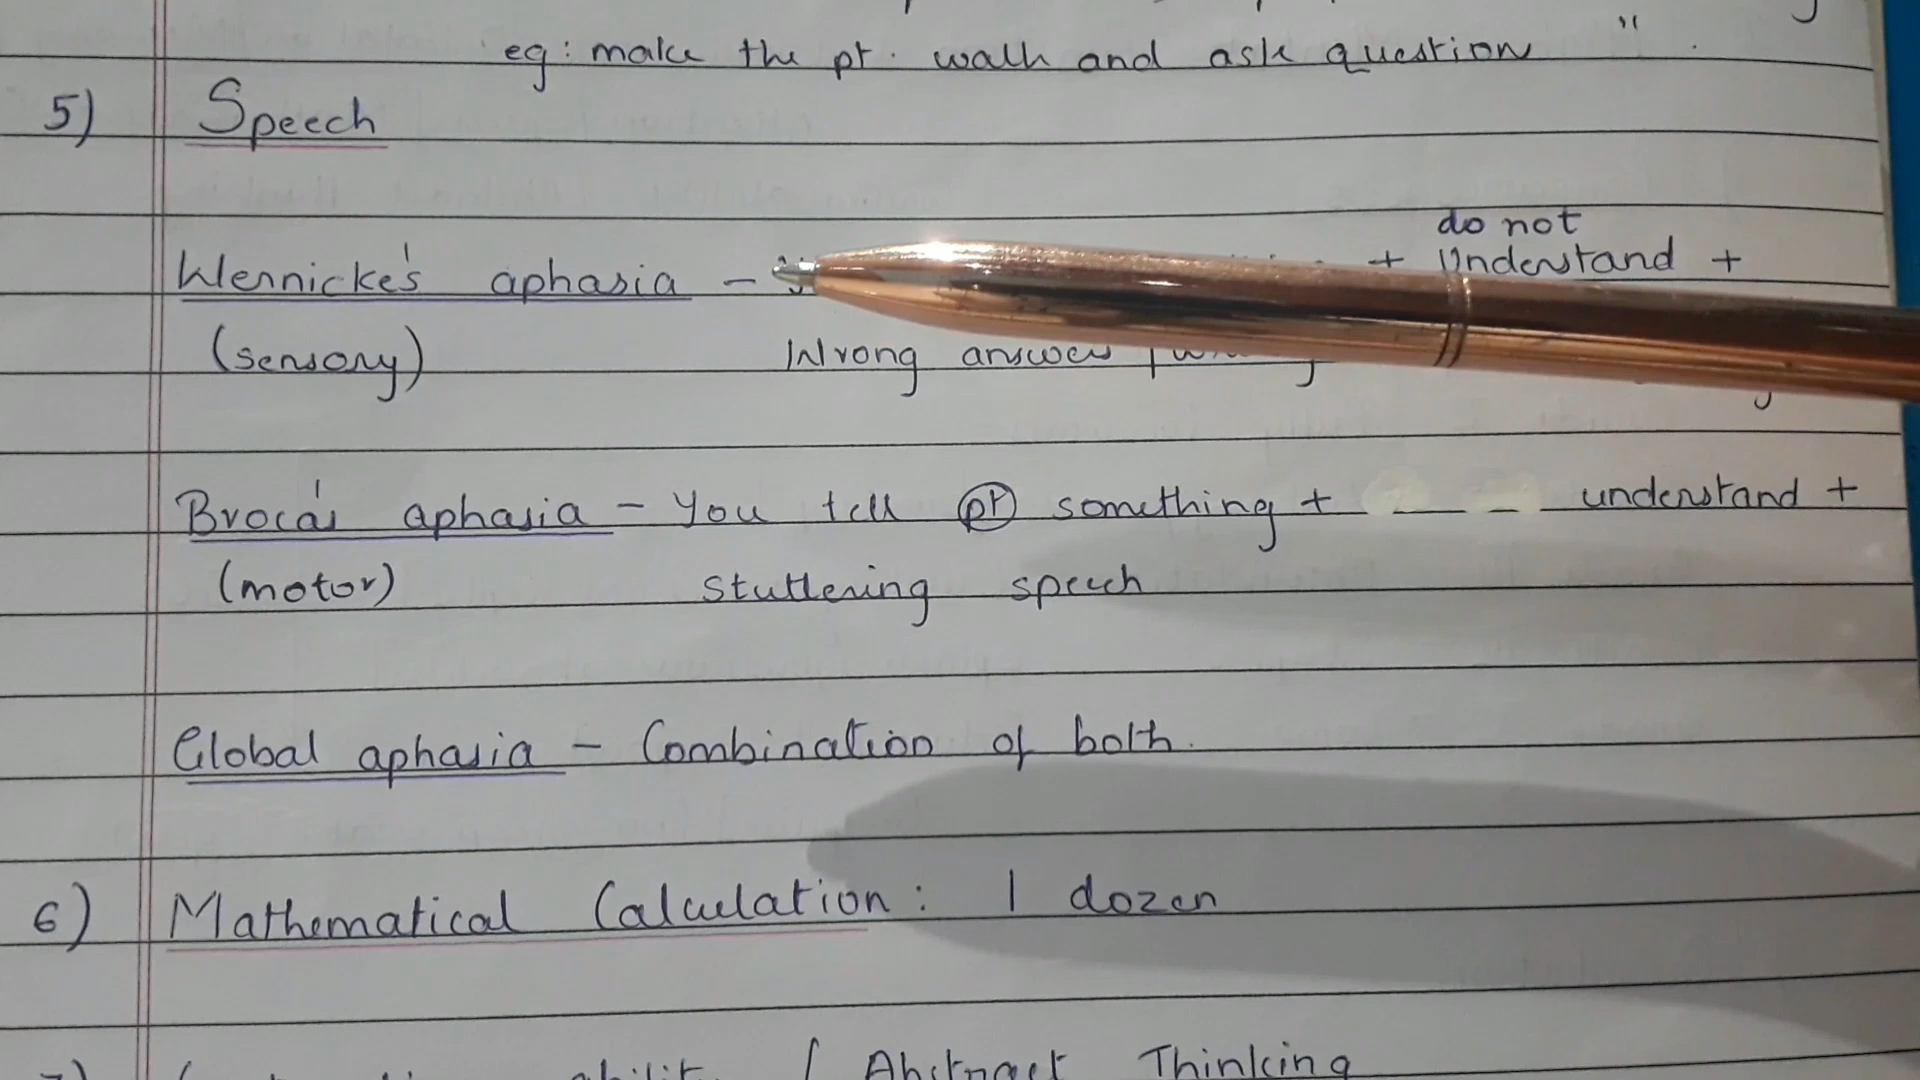 eg: make the pt. walk and ask question "
5) Speech
do not
Wernicke's aphasia - + Understand +
(sensory) Wrong answer
Broca's aphasia - You tell pt something + understand +
(motor) stuttering speech
Global aphasia - Combination of both.
6) Mathematical Calculation: 1 dozen
/ Abstract Thinking